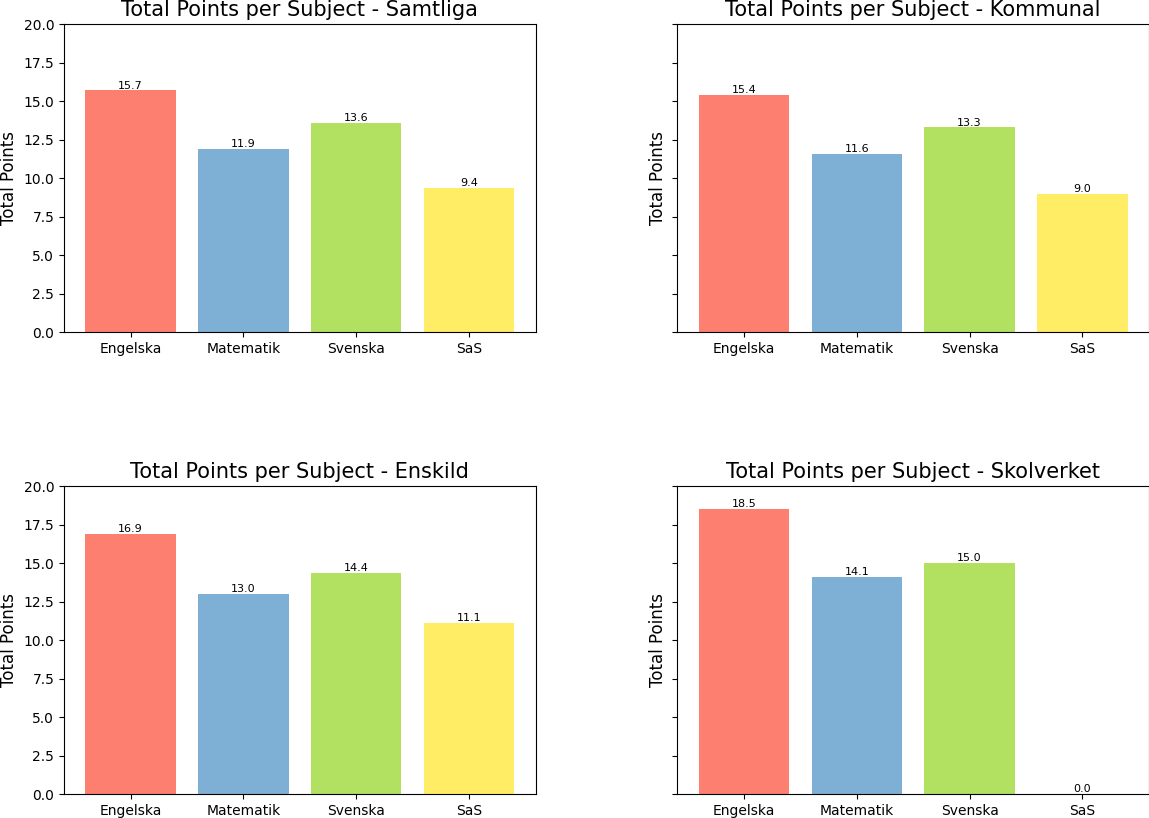 Total Points per Subject - Samtliga
Total Points
20.0
17.5
15.0
12.5
10.0
7.5
5.0
2.5
0.0
15.7
11.9
13.6
9.4
Engelska Matematik Svenska SaS
Total Points per Subject - Kommunal
Total Points
15.4
11.6
13.3
9.0
Engelska Matematik Svenska SaS
Total Points per Subject - Enskild
Total Points
20.0
17.5
15.0
12.5
10.0
7.5
5.0
2.5
0.0
16.9
13.0
14.4
11.1
Engelska Matematik Svenska SaS
Total Points per Subject - Skolverket
Total Points
18.5
14.1
15.0
0.0
Engelska Matematik Svenska SaS